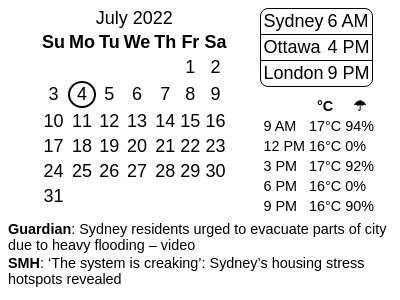 July 2022
Su Mo Tu We Th Fr Sa
1 2
3 4 5 6 7 8 9
10 11 12 13 14 15 16
17 18 19 20 21 22 23
24 25 26 27 28 29 30
31
Sydney 6 AM
Ottawa 4 PM
London 9 PM
°C ☂
9 AM 17°C 94%
12 PM 16°C 0%
3 PM 17°C 92%
6 PM 16°C 0%
9 PM 16°C 90%
Guardian: Sydney residents urged to evacuate parts of city
due to heavy flooding – video
SMH: ‘The system is creaking’: Sydney’s housing stress
hotspots revealed